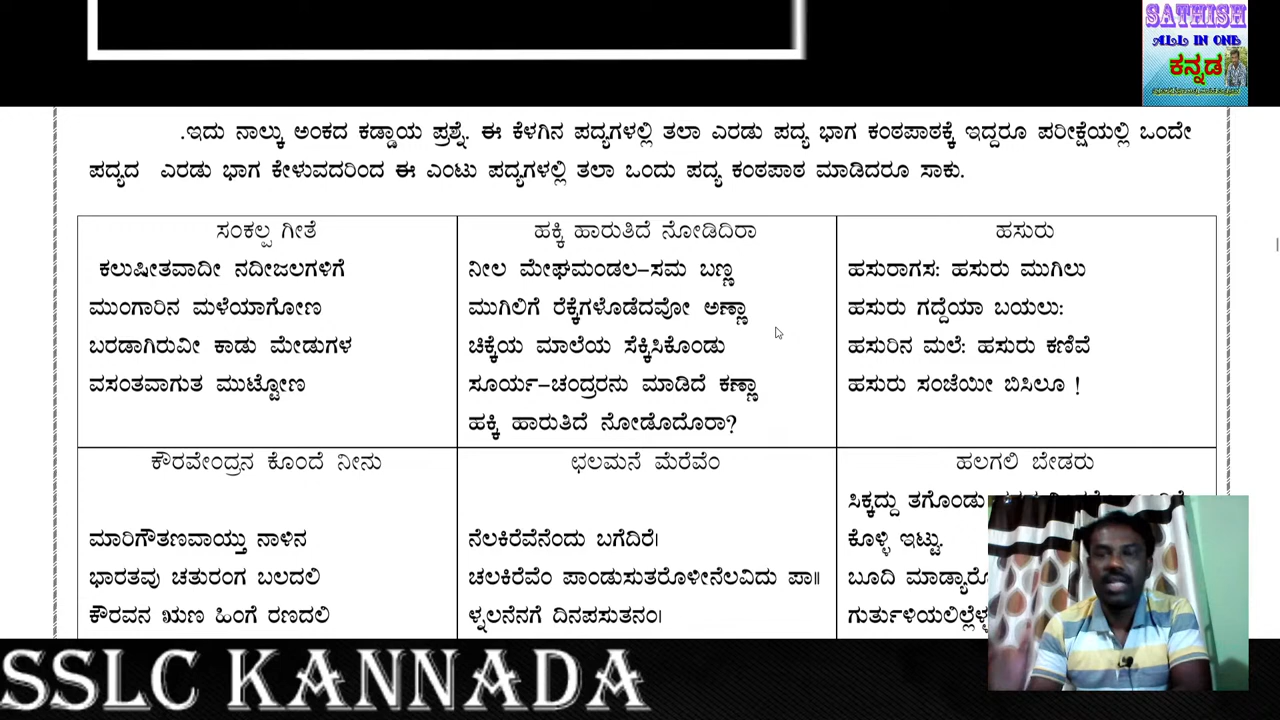 SATHISH
ALL IN ONE
ಕನ್ನಡ
.ಇದು ನಾಲ್ಕು ಅಂಕದ ಕಡ್ಡಾಯ ಪ್ರಶ್ನೆ. ಈ ಕೆಳಗಿನ ಪದ್ಯಗಳಲ್ಲಿ ತಲಾ ಎರಡು ಪದ್ಯ ಭಾಗ ಕಂಠಪಾಠಕ್ಕೆ ಇದ್ದರೂ ಪರೀಕ್ಷೆಯಲ್ಲಿ ಒಂದೇ
ಪದ್ಯದ ಎರಡು ಭಾಗ ಕೇಳುವದರಿಂದ ಈ ಎಂಟು ಪದ್ಯಗಳಲ್ಲಿ ತಲಾ ಒಂದು ಪದ್ಯ ಕಂಠಪಾಠ ಮಾಡಿದರೂ ಸಾಕು.
ಸಂಕಲ್ಪ ಗೀತೆ
ಕಲುಷೀತವಾದೀ ನದೀಜಲಗಳಿಗೆ
ಮುಂಗಾರಿನ ಮಳೆಯಾಗೋಣ
ಬರಡಾಗಿರುವೀ ಕಾಡು ಮೇಡುಗಳ
ವಸಂತವಾಗುತ ಮುಟ್ಟೋಣ
ಹಕ್ಕಿ ಹಾರುತಿದೆ ನೋಡಿದಿರಾ
ನೀಲ ಮೇಘಮಂಡಲ-ಸಮ ಬಣ್ಣ
ಮುಗಿಲಿಗೆ ರೆಕ್ಕೆಗಳೊಡೆದವೋ ಅಣ್ಣಾ
ಚಿಕ್ಕೆಯ ಮಾಲೆಯ ಸೆಕ್ಕಿಸಿಕೊಂಡು
ಸೂರ್ಯ-ಚಂದ್ರರನು ಮಾಡಿದೆ ಕಣ್ಣಾ
ಹಕ್ಕಿ ಹಾರುತಿದೆ ನೋಡೊದೊರಾ?
ಹಸುರು
ಹಸುರಾಗಸ: ಹಸುರು ಮುಗಿಲು
ಹಸುರು ಗದ್ದೆಯಾ ಬಯಲು:
ಹಸುರಿನ ಮಲೆ: ಹಸುರು ಕಣಿವೆ
ಹಸುರು ಸಂಜೆಯೀ ಬಿಸಿಲೂ !
ಕೌರವೇಂದ್ರನ ಕೊಂದೆ ನೀನು
ಮಾರಿಗೌತಣವಾಯ್ತು ನಾಳಿನ
ಭಾರತವು ಚತುರಂಗ ಬಲದಲಿ
ಕೌರವನ ಋಣ ಹಿಂಗೆ ರಣದಲಿ
ಛಲಮನೆ ಮೆರೆವೆಂ
ನೆಲಕಿರೆವೆನೆಂದು ಬಗೆದಿರೆ।
ಚಲಕಿರೆವೆಂ ಪಾಂಡುಸುತರೊಳೀನೆಲವಿದು ಪಾ॥
ಳ್ನಲನೆನಗೆ ದಿನಪಸುತನಂ।
ಹಲಗಲಿ ಬೇಡರು
ಸಿಕ್ಕದ್ದು ತಗೊಂಡು
ಕೊಳ್ಳಿ ಇಟ್ಟು.
ಬೂದಿ ಮಾಡ್ಯಾರೊ
SSLC KANNADA